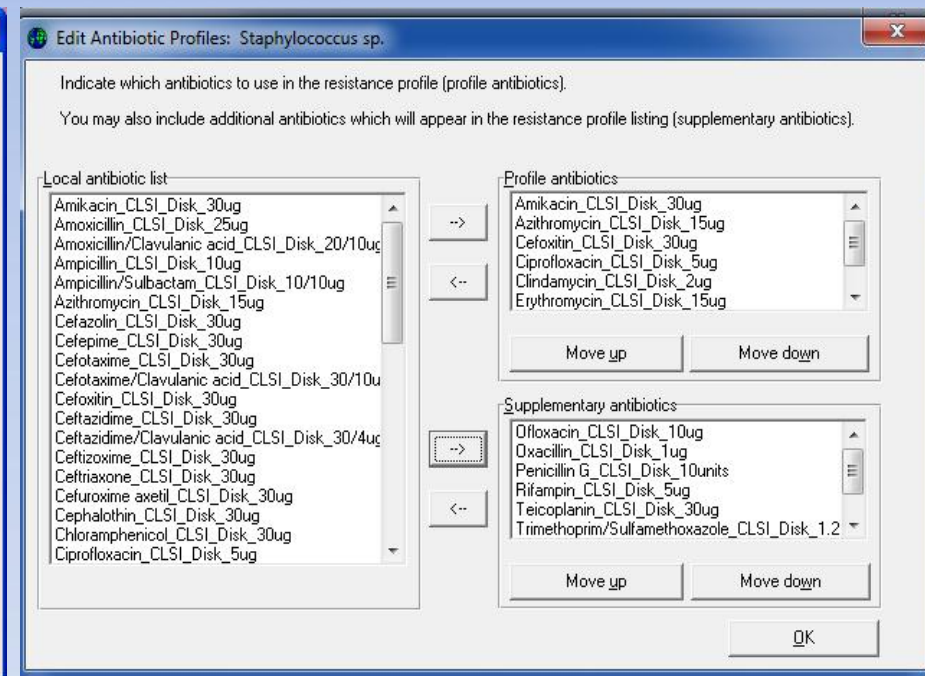 Edit Antibiotic Profiles: Staphylococcus sp.
Indicate which antibiotics to use in the resistance profile (profile antibiotics).
You may also include additional antibiotics which will appear in the resistance profile listing (supplementary antibiotics).
Local antibiotic list
Amikacin_CLSI_Disk_30ug
Amoxicillin_CLSI_Disk_25ug
Amoxicillin/Clavulanic acid_CLSI_Disk_20/10ug
Ampicillin_CLSI_Disk_10ug
Ampicillin/Sulbactam_CLSI_Disk_10/10ug
Azithromycin_CLSI_Disk_15ug
Cefazolin_CLSI_Disk_30ug
Cefepime_CLSI_Disk_30ug
Cefotaxime_CLSI_Disk_30ug
Cefotaxime/Clavulanic acid_CLSI_Disk_30/10u
Cefoxitin_CLSI_Disk_30ug
Ceftazidime_CLSI_Disk_30ug
Ceftazidime/Clavulanic acid_CLSI_Disk_30/4ug
Ceftizoxime_CLSI_Disk_30ug
Ceftriaxone_CLSI_Disk_30ug
Cefuroxime axetil_CLSI_Disk_30ug
Cephalothin_CLSI_Disk_30ug
Chloramphenicol_CLSI_Disk_30ug
Ciprofloxacin_CLSI_Disk_5ug
-->
<--
-->
<--
Profile antibiotics
Amikacin_CLSI_Disk_30ug
Azithromycin_CLSI_Disk_15ug
Cefoxitin_CLSI_Disk_30ug
Ciprofloxacin_CLSI_Disk_5ug
Clindamycin_CLSI_Disk_2ug
Erythromycin_CLSI_Disk_15ug
Move up
Move down
Supplementary antibiotics
Ofloxacin_CLSI_Disk_10ug
Oxacillin_CLSI_Disk_1ug
Penicillin G_CLSI_Disk_10units
Rifampin_CLSI_Disk_5ug
Teicoplanin_CLSI_Disk_30ug
Trimethoprim/Sulfamethoxazole_CLSI_Disk_1.2
Move up
Move down
OK